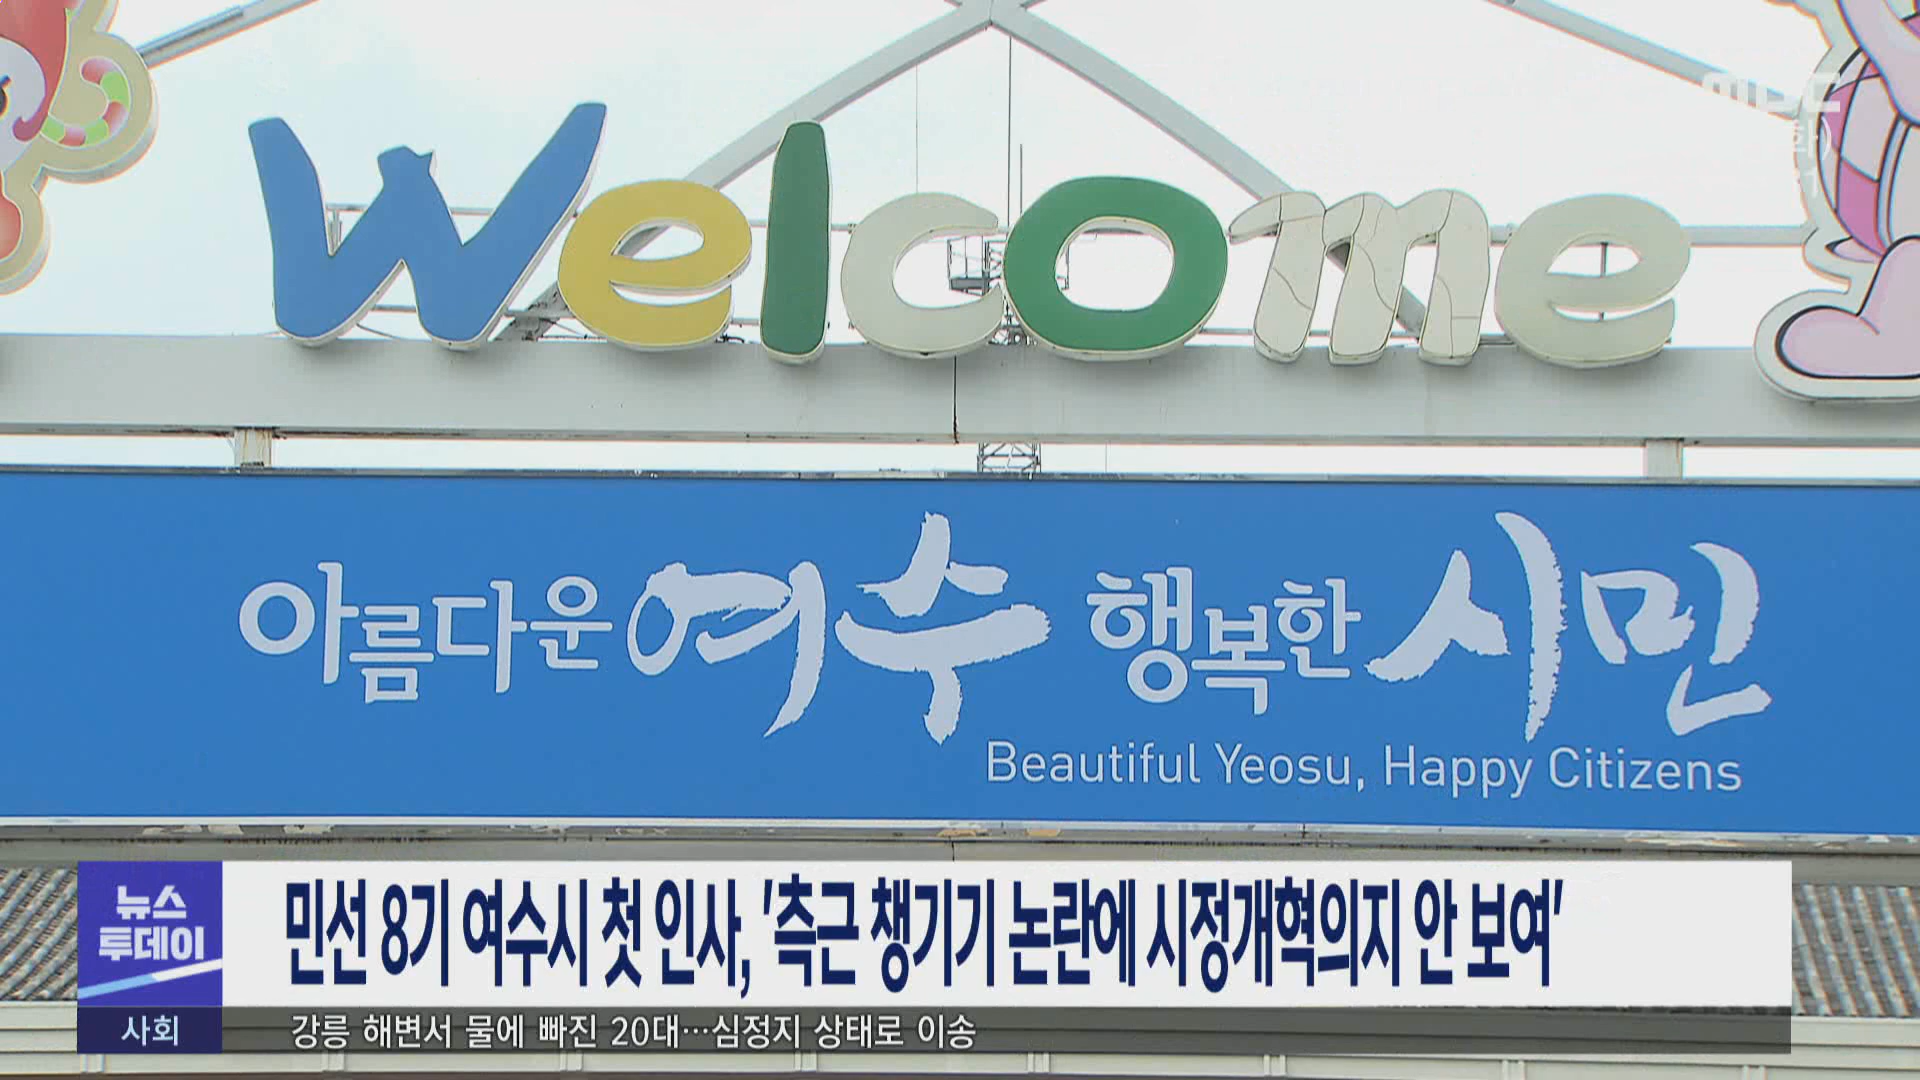 Welcome
MBC
화)
아름다운 여수 행복한 시민
Beautiful Yeosu, Happy Citizens
뉴스
투데이
민선 8기 여수시 첫 인사, '측근 챙기기 논란에 시정개혁의지 안 보여'
사회
강릉 해변서 물에 빠진 20대…심정지 상태로 이송